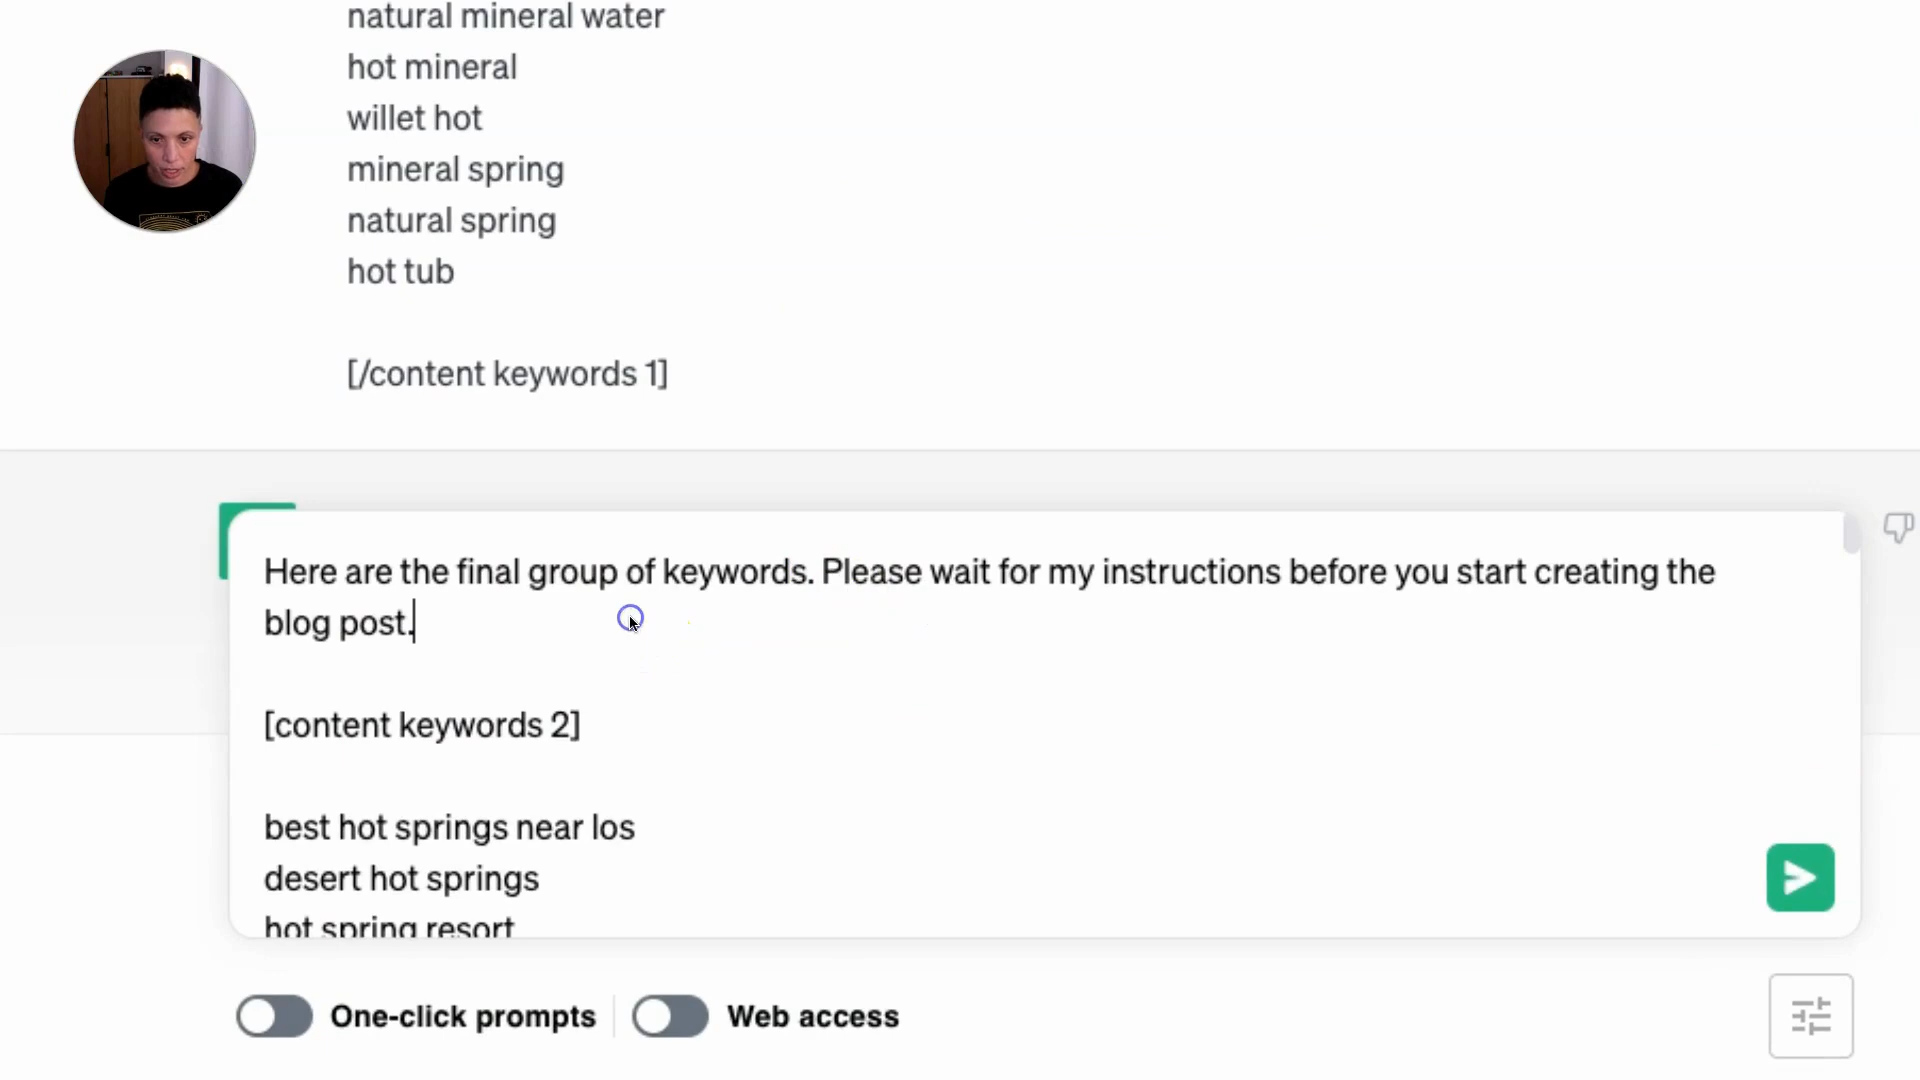 natural mineral water
hot mineral
willet hot
mineral spring
natural spring
hot tub
[/content keywords 1]
Here are the final group of keywords. Please wait for my instructions before you start creating the
blog post.
[content keywords 2]
best hot springs near los
desert hot springs
hot spring resort
One-click prompts
Web access